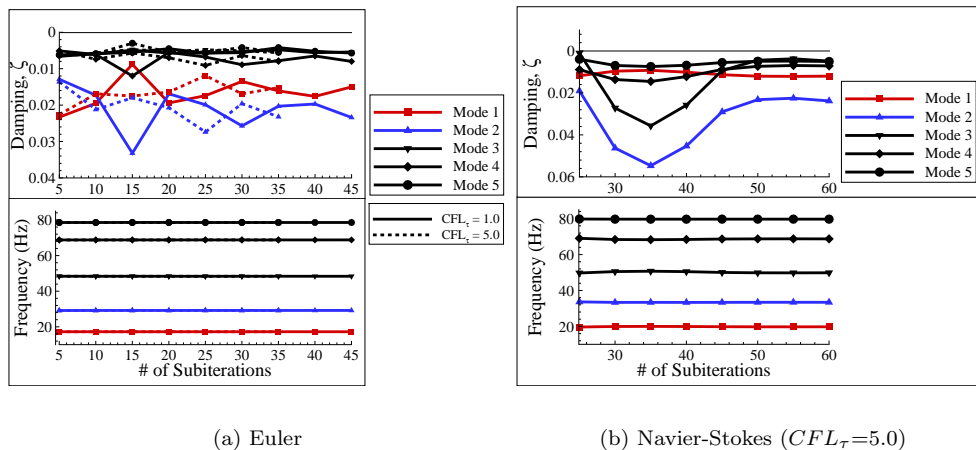 Damping, ζ
0
0.01
0.02
0.03
0.04
5 10 15 20 25 30 35 40 45
Mode 1
Mode 2
Mode 3
Mode 4
Mode 5
CFLτ = 1.0
CFLτ = 5.0
Frequency (Hz)
80
60
40
20
5 10 15 20 25 30 35 40 45
# of Subiterations
(a) Euler
Damping, ζ
0
0.02
0.04
0.06
30 40 50 60
Mode 1
Mode 2
Mode 3
Mode 4
Mode 5
Frequency (Hz)
80
60
40
20
30 40 50 60
# of Subiterations
(b) Navier-Stokes (CFLτ=5.0)